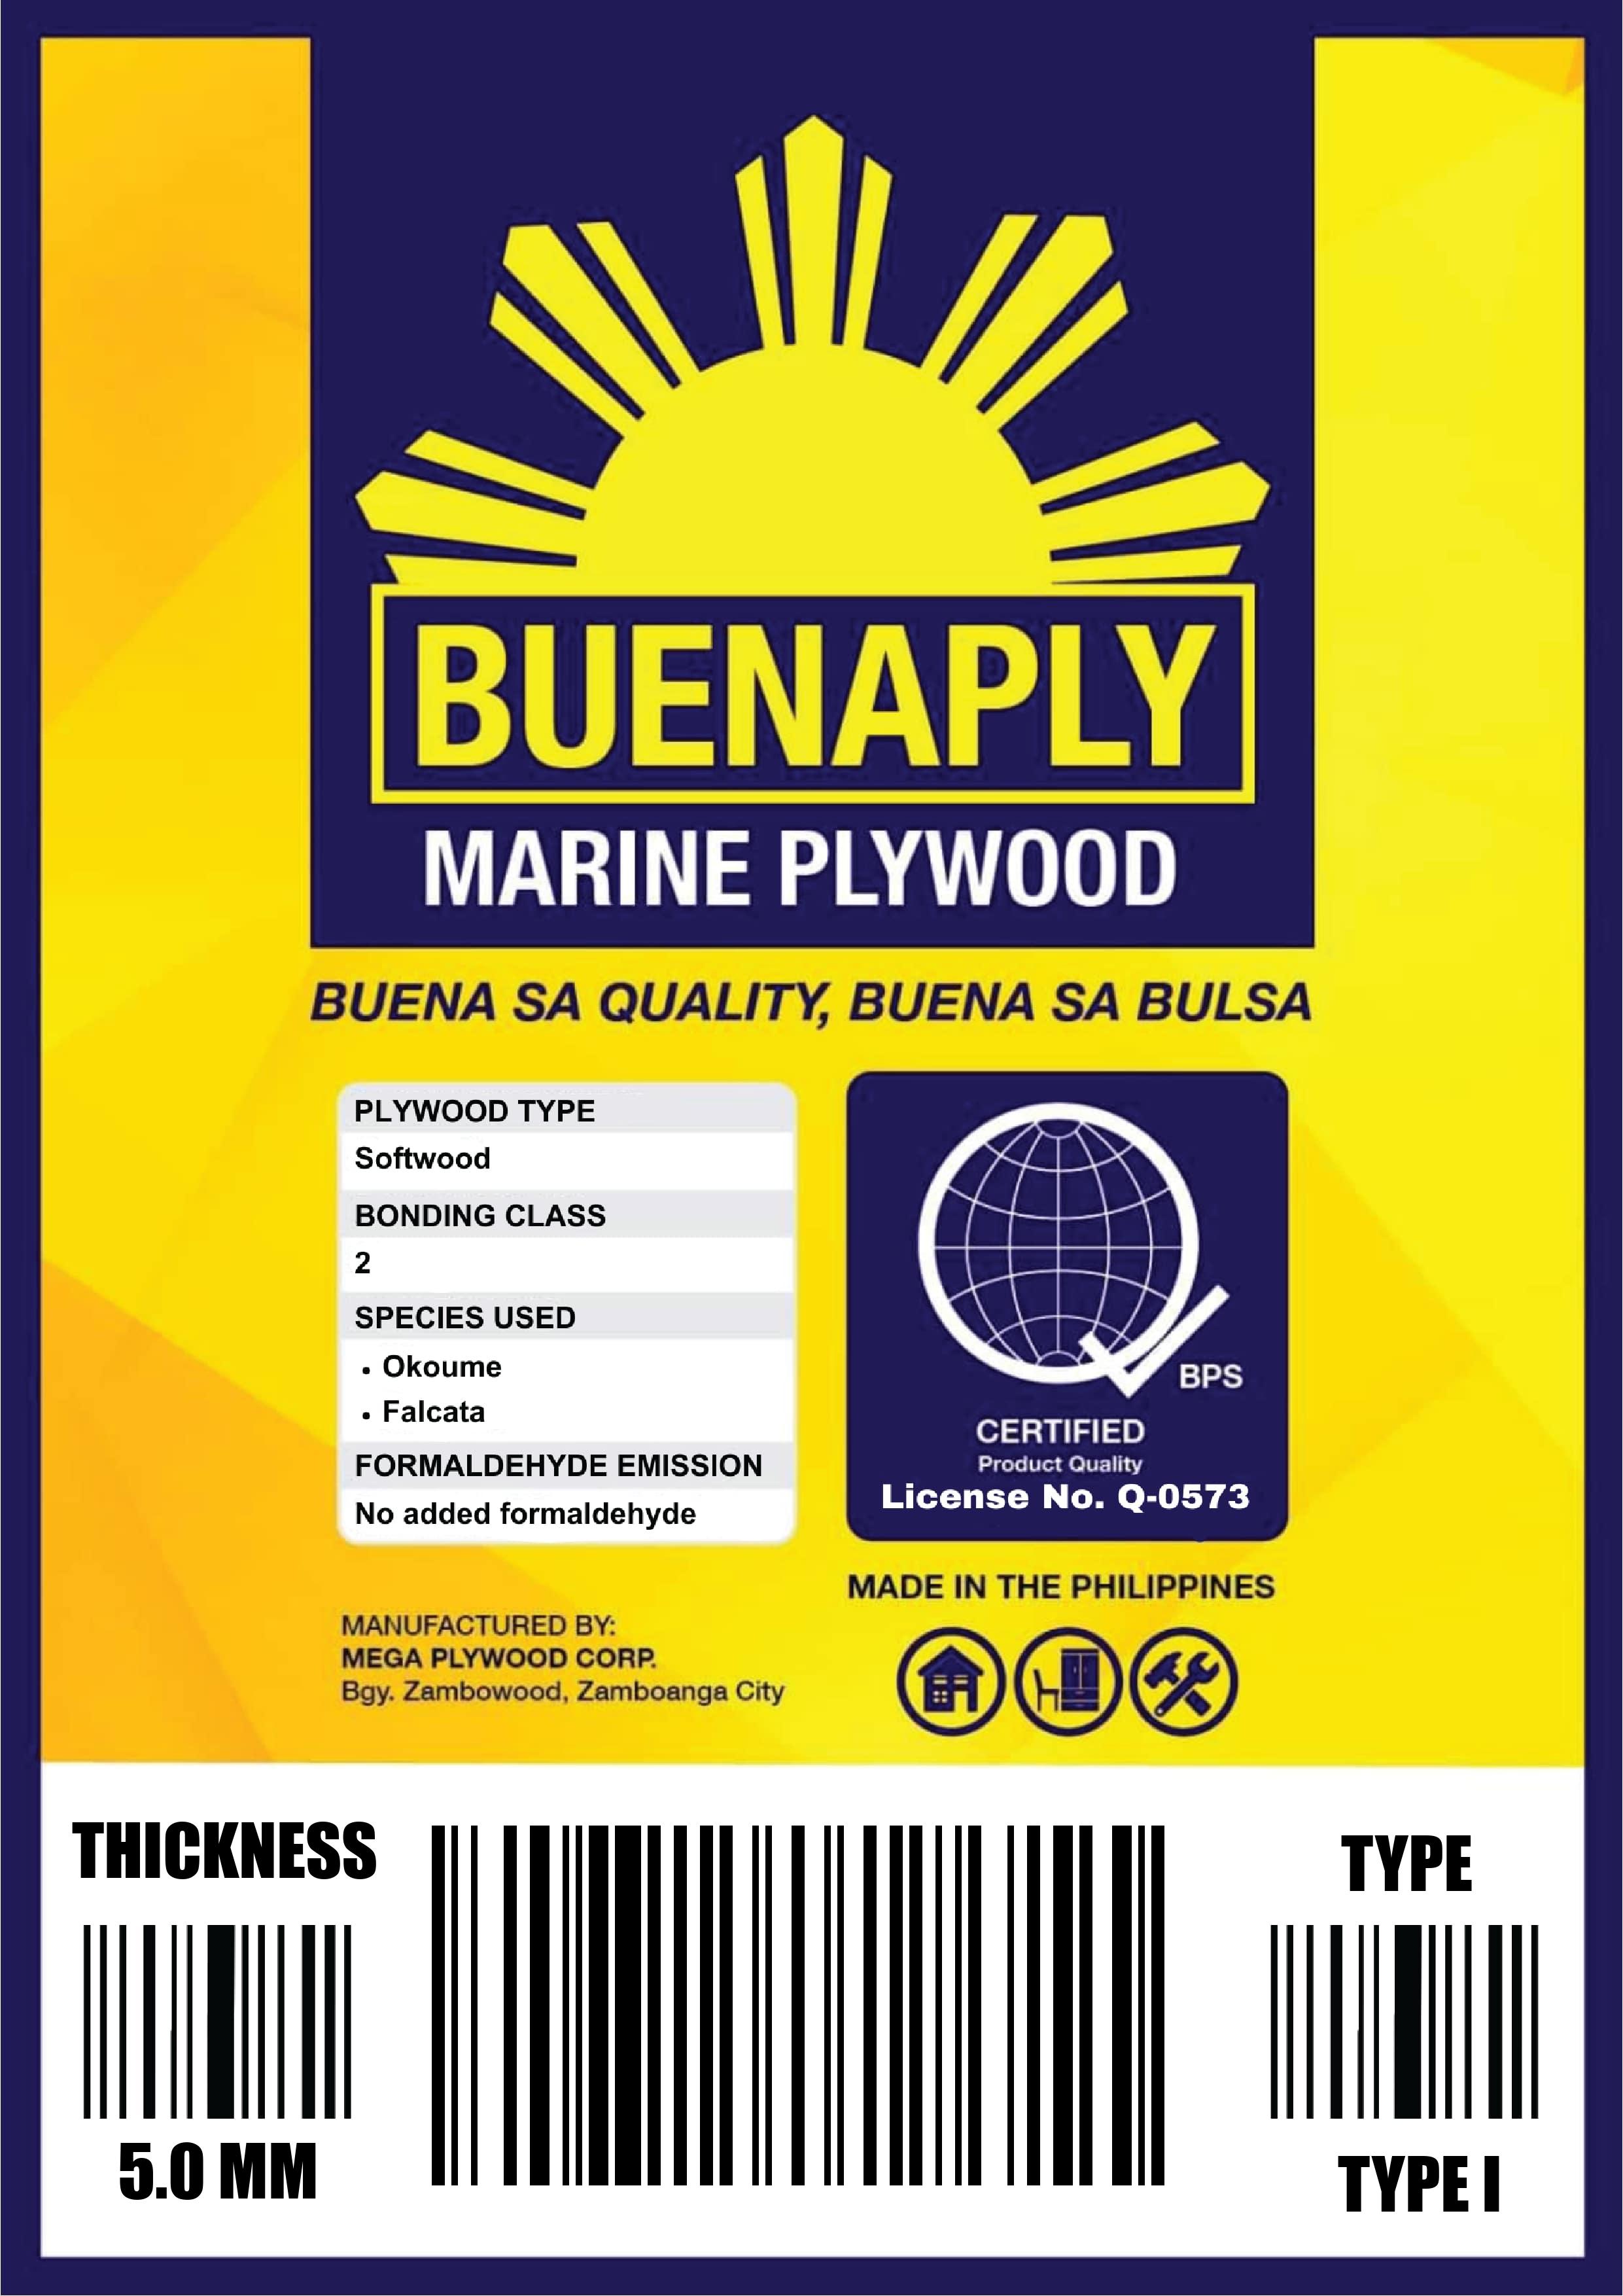 BUENAPLY
MARINE PLYWOOD
BUENA SA QUALITY, BUENA SA BULSA
PLYWOOD TYPE
Softwood
BONDING CLASS
2
SPECIES USED
• Okoume
• Falcata
FORMALDEHYDE EMISSION
No added formaldehyde
BPS
CERTIFIED
Product Quality
License No. Q-0573
MADE IN THE PHILIPPINES
MANUFACTURED BY:
MEGA PLYWOOD CORP.
Bgy. Zambowood, Zamboanga City
THICKNESS
5.0 MM
TYPE
TYPE I